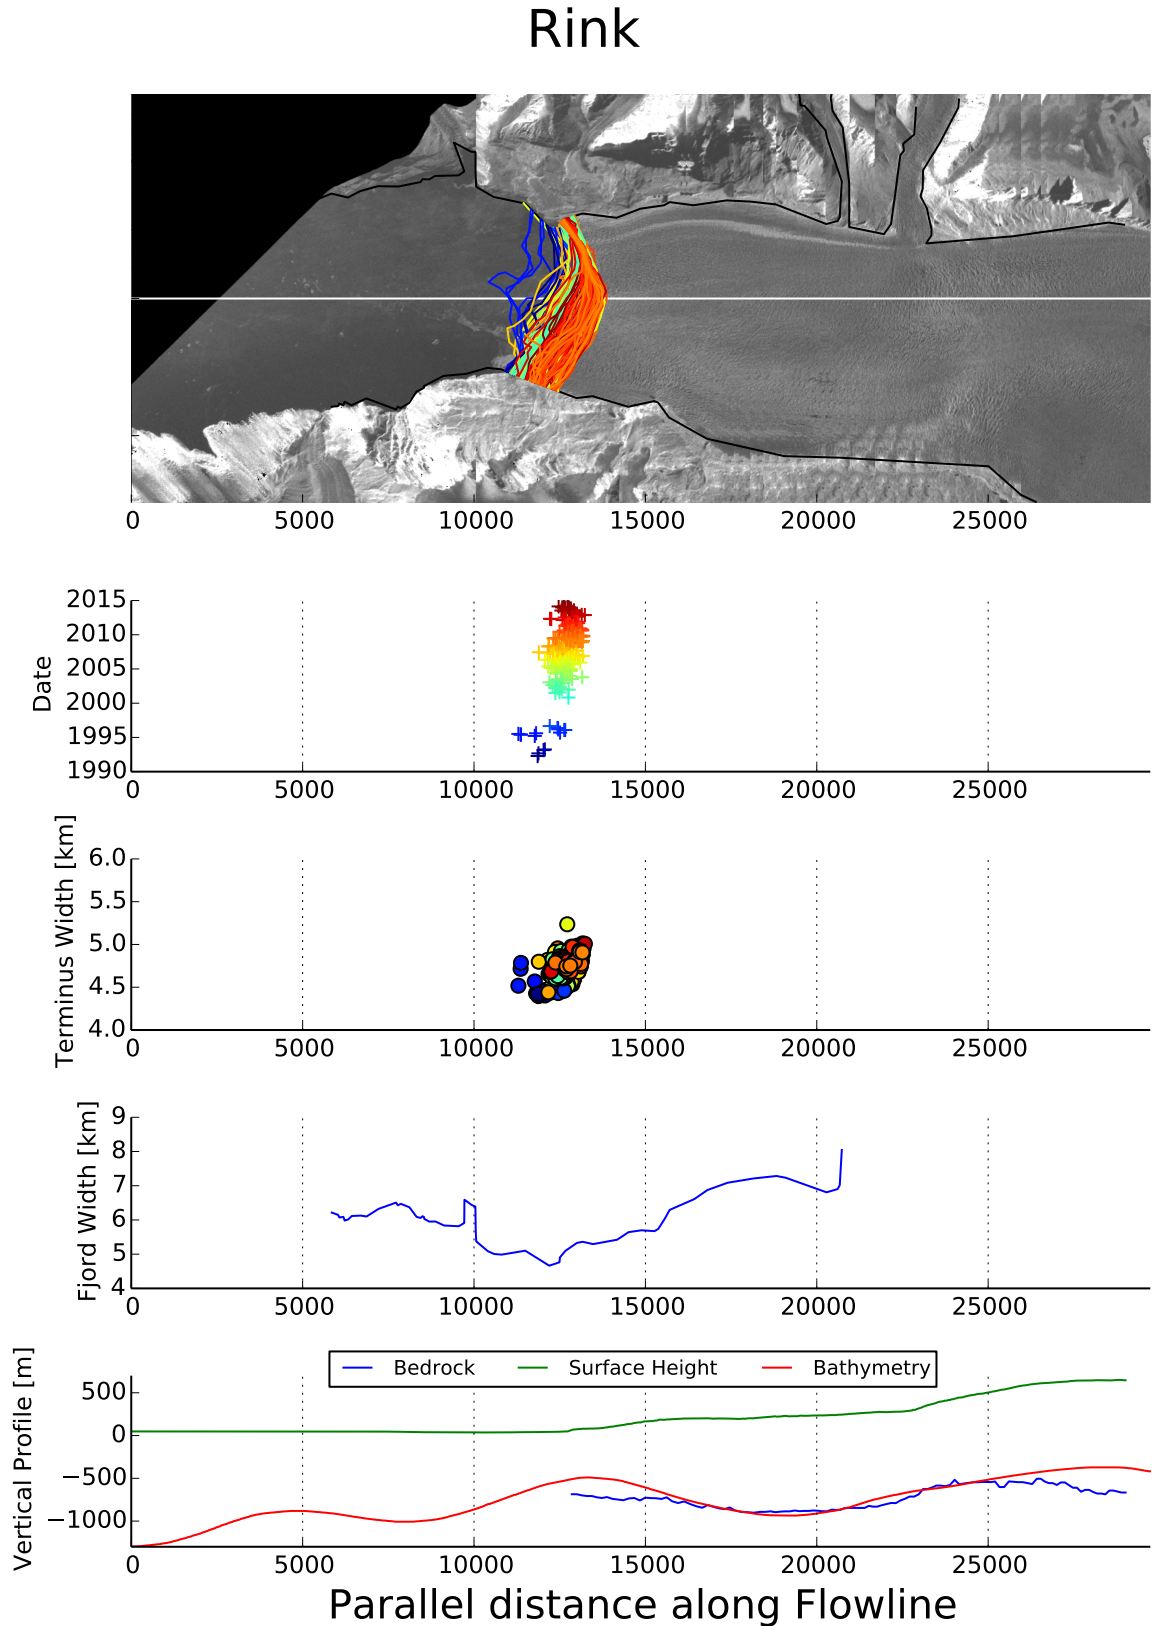 Rink
0 5000 10000 15000 20000 25000
Date
2015
2010
2005
2000
1995
1990
0 5000 10000 15000 20000 25000
Terminus Width [km]
6.0
5.5
5.0
4.5
4.0
0 5000 10000 15000 20000 25000
Fjord Width [km]
9
8
7
6
5
4
0 5000 10000 15000 20000 25000
Vertical Profile [m]
Bedrock Surface Height Bathymetry
500
0
−500
−1000
0 5000 10000 15000 20000 25000
Parallel distance along Flowline